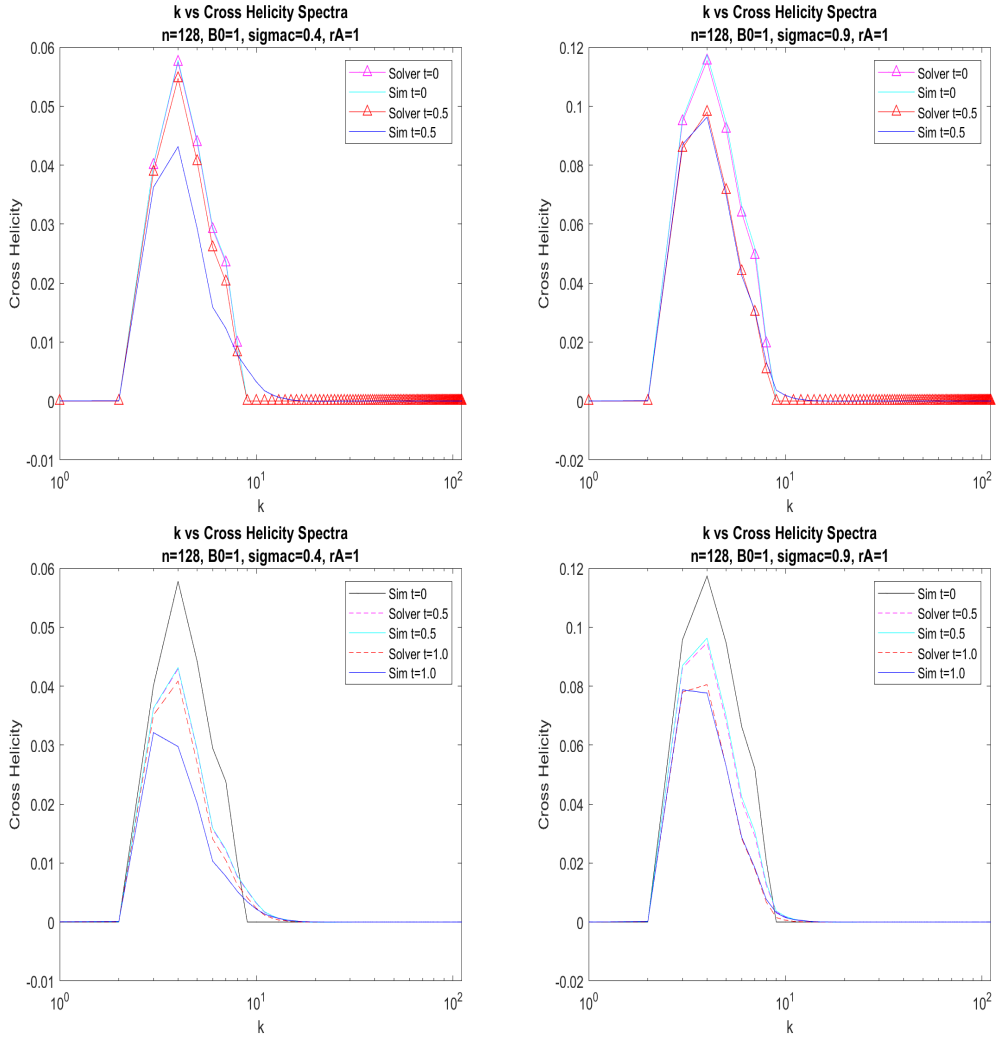 k vs Cross Helicity Spectra
n=128, B0=1, sigmac=0.4, rA=1
0.06
0.05
0.04
0.03
0.02
0.01
0
-0.01
Cross Helicity
10^0
10^1
10^2
k
Solver t=0
Sim t=0
Solver t=0.5
Sim t=0.5
k vs Cross Helicity Spectra
n=128, B0=1, sigmac=0.9, rA=1
0.12
0.1
0.08
0.06
0.04
0.02
0
-0.02
Cross Helicity
10^0
10^1
10^2
k
Solver t=0
Sim t=0
Solver t=0.5
Sim t=0.5
k vs Cross Helicity Spectra
n=128, B0=1, sigmac=0.4, rA=1
0.06
0.05
0.04
0.03
0.02
0.01
0
-0.01
Cross Helicity
10^0
10^1
10^2
k
Sim t=0
Solver t=0.5
Sim t=0.5
Solver t=1.0
Sim t=1.0
k vs Cross Helicity Spectra
n=128, B0=1, sigmac=0.9, rA=1
0.12
0.1
0.08
0.06
0.04
0.02
0
-0.02
Cross Helicity
10^0
10^1
10^2
k
Sim t=0
Solver t=0.5
Sim t=0.5
Solver t=1.0
Sim t=1.0